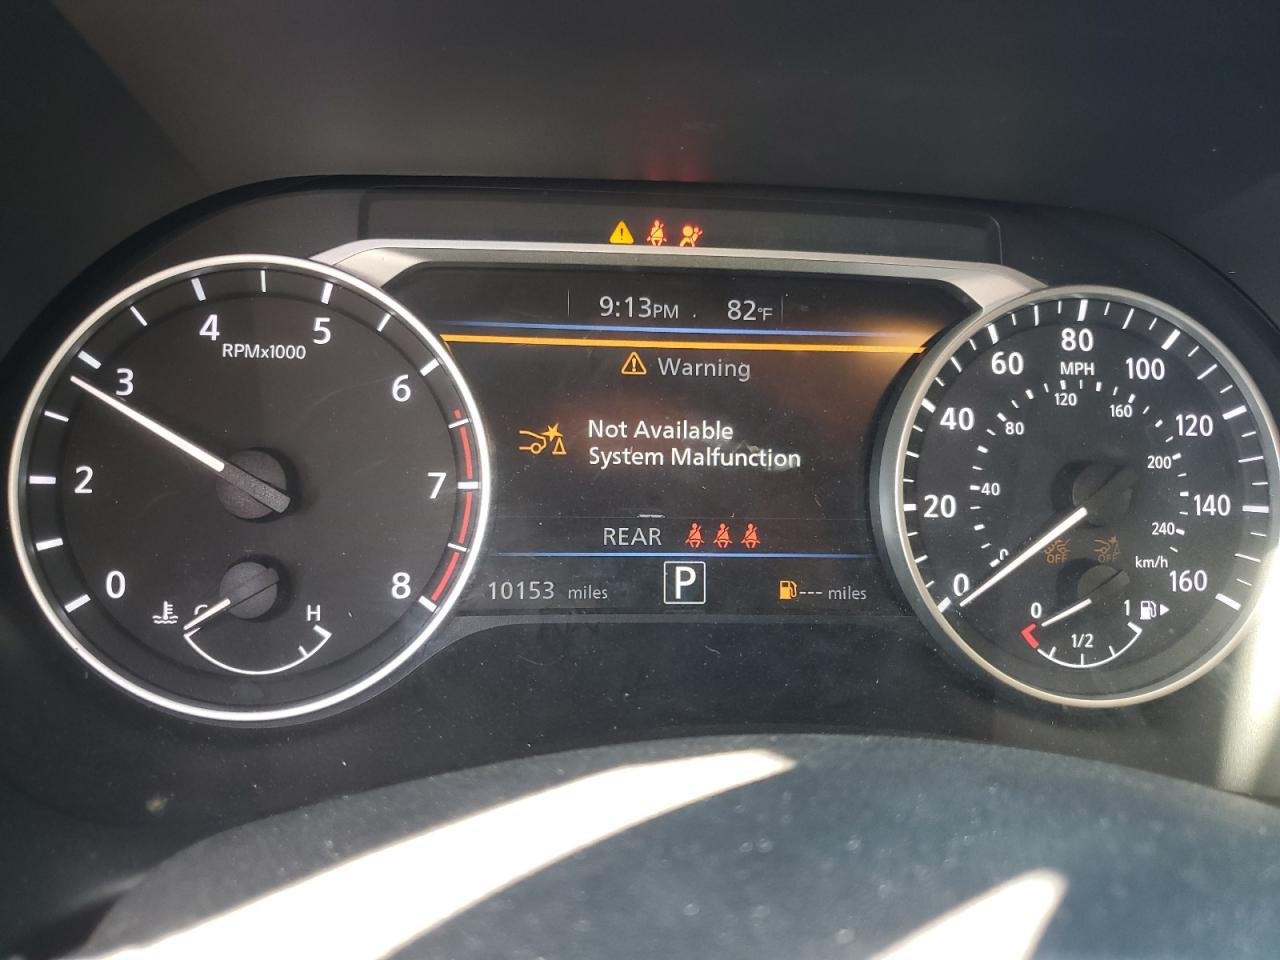 9:13PM 82°F
Warning
Not Available
System Malfunction
REAR
10153 miles
P
--- miles
4 5
RPMx1000
3 6
2 7
0 8
C H
80
60 MPH 100
120 160
40 80 120
200
40
20 140
240
0 km/h
0 OFF OFF 160
0 1
1/2